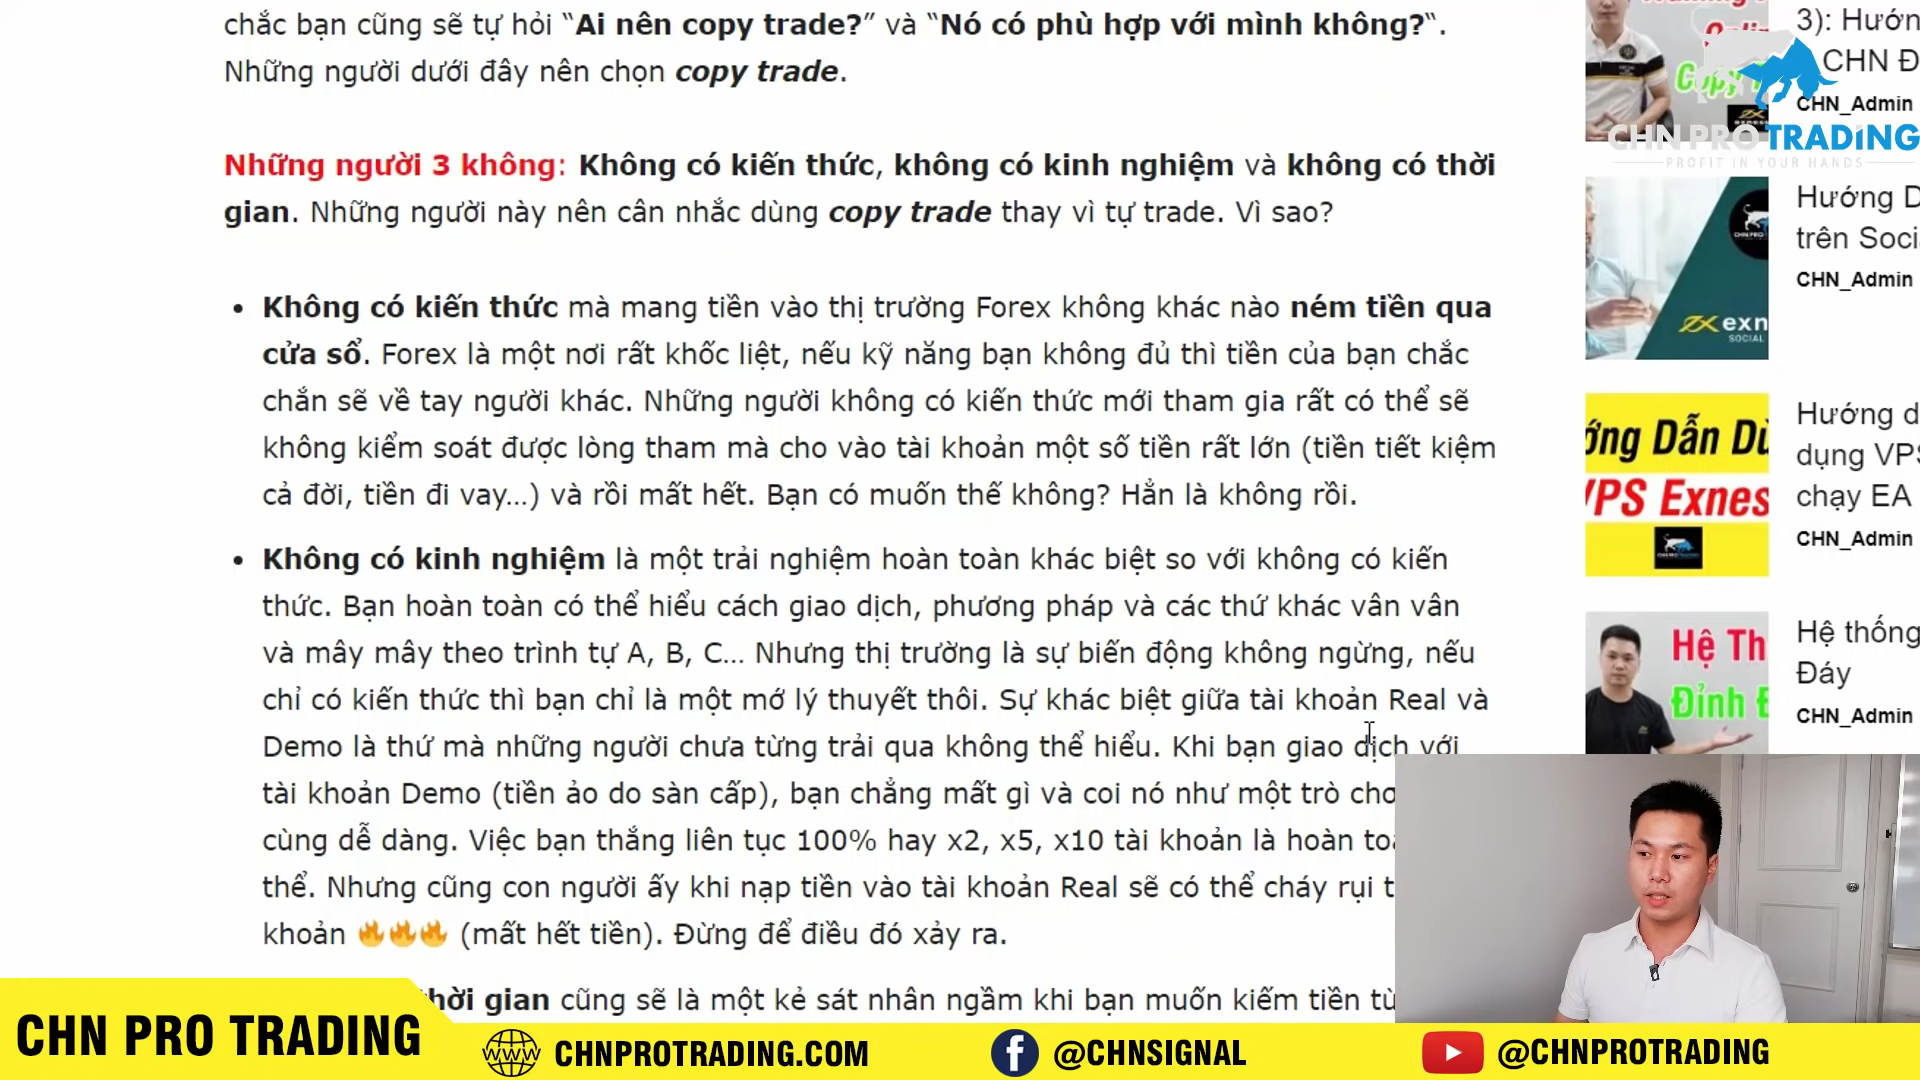 chắc bạn cũng sẽ tự hỏi “Ai nên copy trade?” và “Nó có phù hợp với mình không?“.
Những người dưới đây nên chọn copy trade.
Những người 3 không: Không có kiến thức, không có kinh nghiệm và không có thời
gian. Những người này nên cân nhắc dùng copy trade thay vì tự trade. Vì sao?
• Không có kiến thức mà mang tiền vào thị trường Forex không khác nào ném tiền qua
cửa sổ. Forex là một nơi rất khốc liệt, nếu kỹ năng bạn không đủ thì tiền của bạn chắc
chắn sẽ về tay người khác. Những người không có kiến thức mới tham gia rất có thể sẽ
không kiểm soát được lòng tham mà cho vào tài khoản một số tiền rất lớn (tiền tiết kiệm
cả đời, tiền đi vay…) và rồi mất hết. Bạn có muốn thế không? Hẳn là không rồi.
• Không có kinh nghiệm là một trải nghiệm hoàn toàn khác biệt so với không có kiến
thức. Bạn hoàn toàn có thể hiểu cách giao dịch, phương pháp và các thứ khác vân vân
và mây mây theo trình tự A, B, C… Nhưng thị trường là sự biến động không ngừng, nếu
chỉ có kiến thức thì bạn chỉ là một mớ lý thuyết thôi. Sự khác biệt giữa tài khoản Real và
Demo là thứ mà những người chưa từng trải qua không thể hiểu. Khi bạn giao dịch với
tài khoản Demo (tiền ảo do sàn cấp), bạn chẳng mất gì và coi nó như một trò chơ
cùng dễ dàng. Việc bạn thắng liên tục 100% hay x2, x5, x10 tài khoản là hoàn toà
thể. Nhưng cũng con người ấy khi nạp tiền vào tài khoản Real sẽ có thể cháy rụi t
khoản 🔥🔥🔥 (mất hết tiền). Đừng để điều đó xảy ra.
hời gian cũng sẽ là một kẻ sát nhân ngầm khi bạn muốn kiếm tiền từ
3): Hướn
CHN Đ
CHN_Admin
CHN PRO TRADING
PROFIT IN YOUR HANDS
Hướng D
trên Soci
CHN_Admin
exn
SOCIAL
ớng Dẫn Dù
VPS Exness
Hướng d
dụng VPS
chạy EA
CHN_Admin
Hệ Th
Đỉnh Đ
Hệ thống
Đáy
CHN_Admin
CHN PRO TRADING
WWW
CHNPROTRADING.COM
@CHNSIGNAL
@CHNPROTRADING